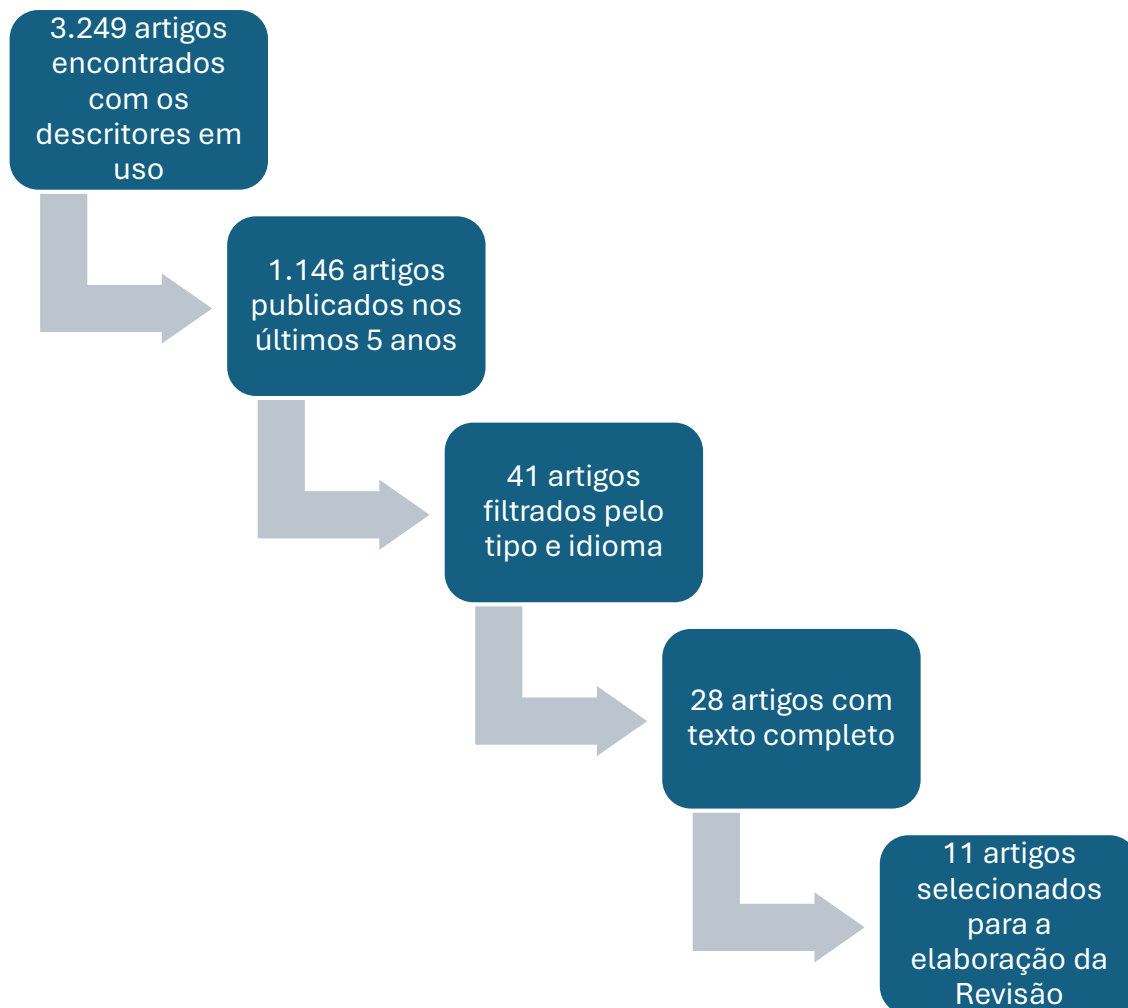 3.249 artigos
encontrados
com os
descritores em
uso
1.146 artigos
publicados nos
últimos 5 anos
41 artigos
filtrados pelo
tipo e idioma
28 artigos com
texto completo
11 artigos
selecionados
para a
elaboração da
Revisão